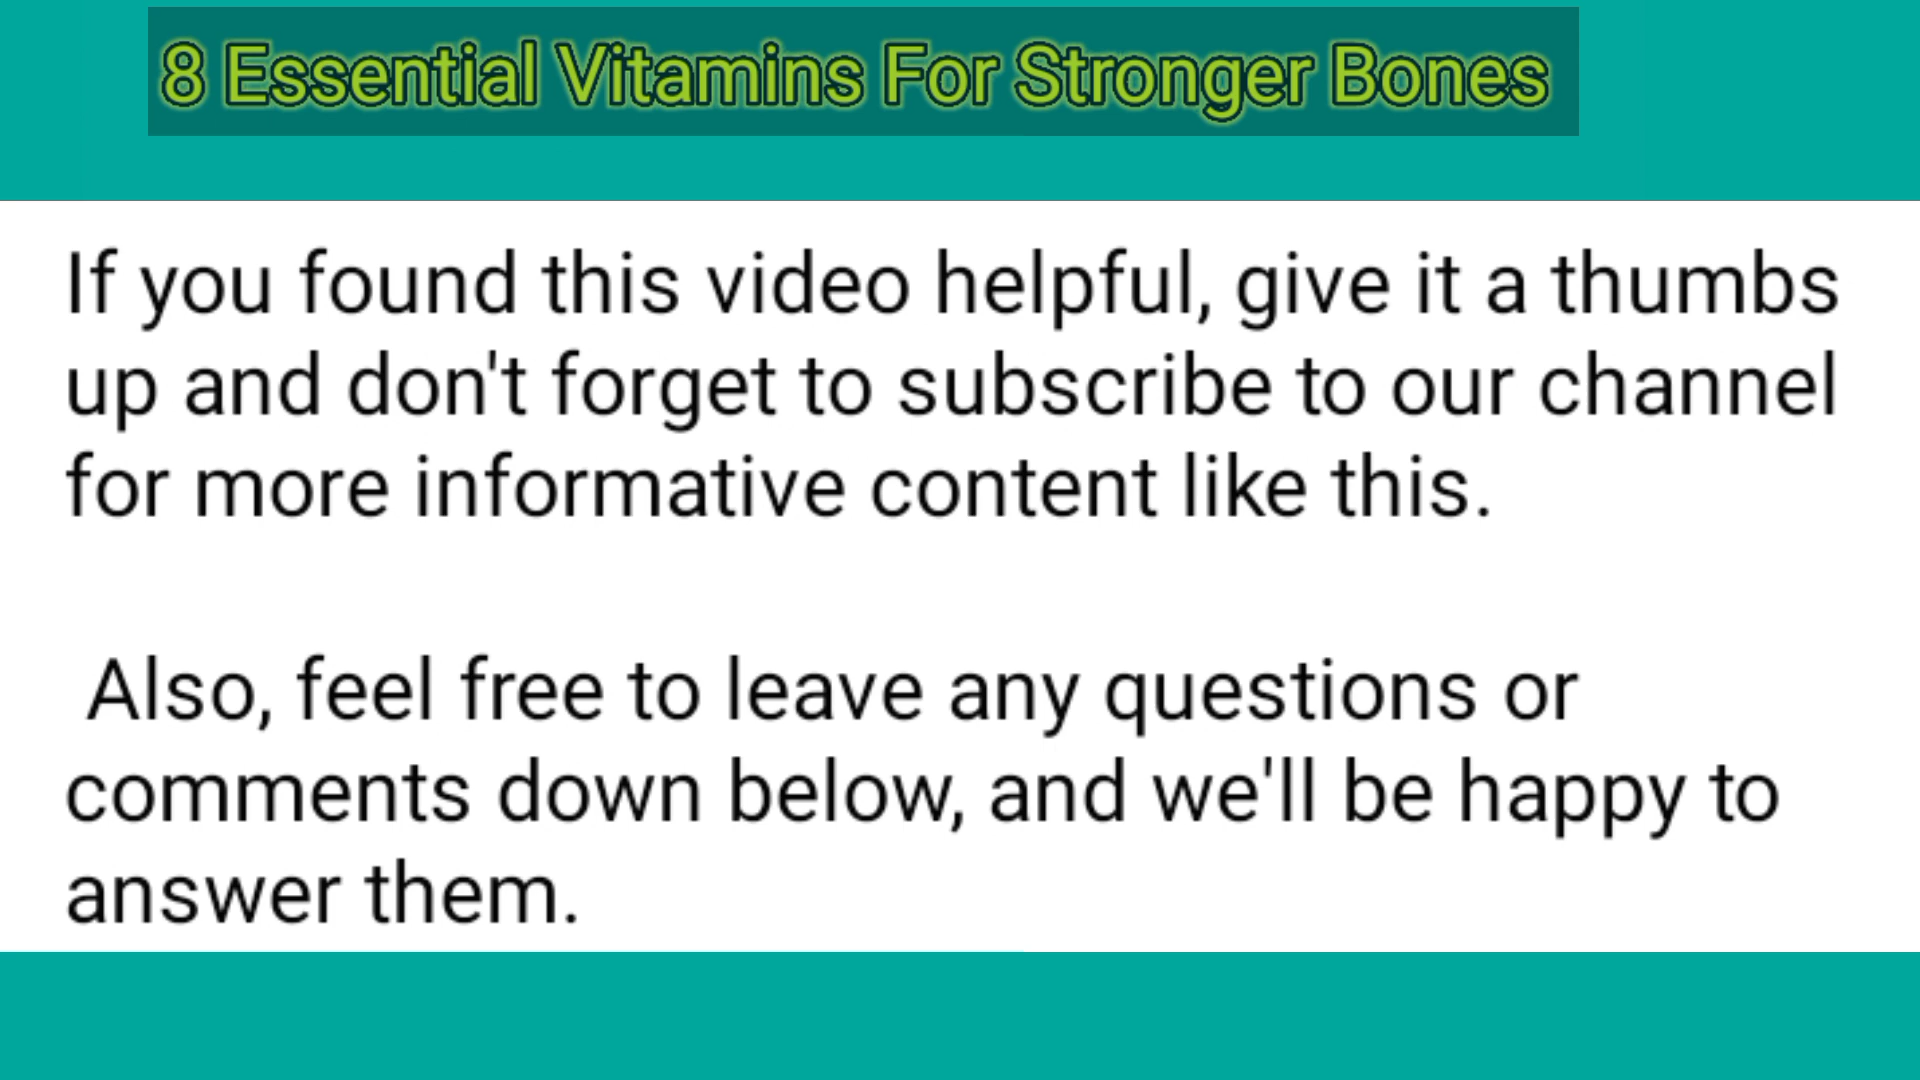 8 Essential Vitamins For Stronger Bones
If you found this video helpful, give it a thumbs
up and don't forget to subscribe to our channel
for more informative content like this.
Also, feel free to leave any questions or
comments down below, and we'll be happy to
answer them.